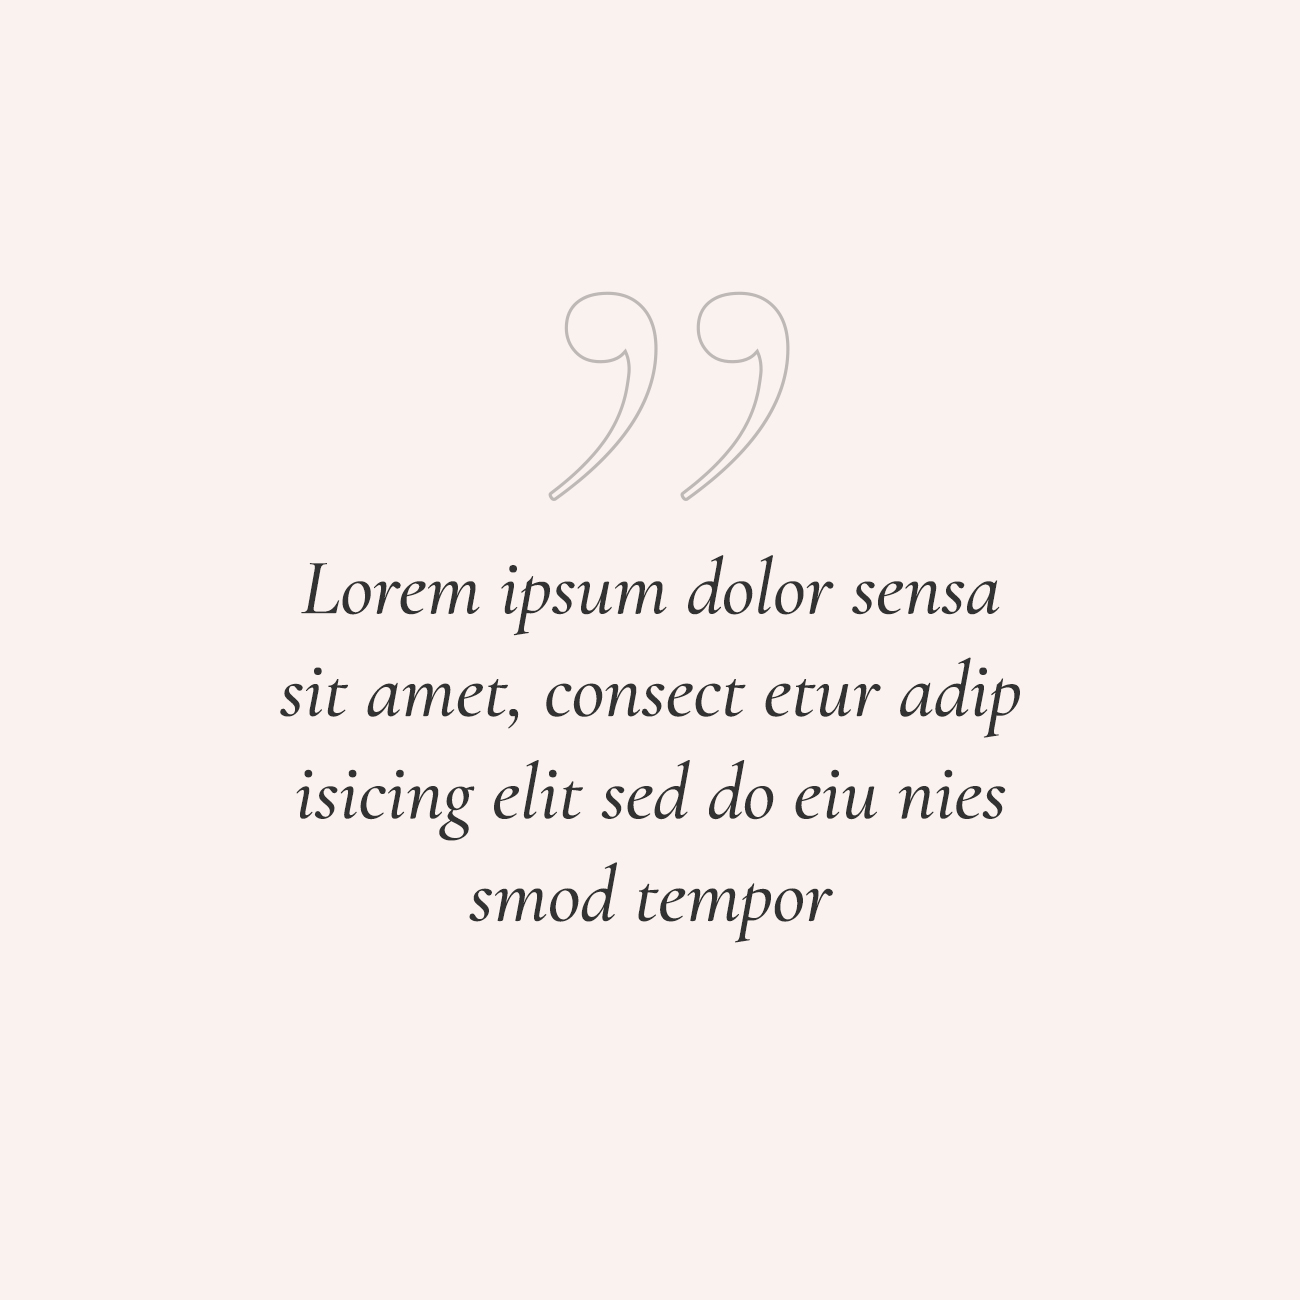 ”
Lorem ipsum dolor sensa
sit amet, consect etur adip
isicing elit sed do eiu nies
smod tempor